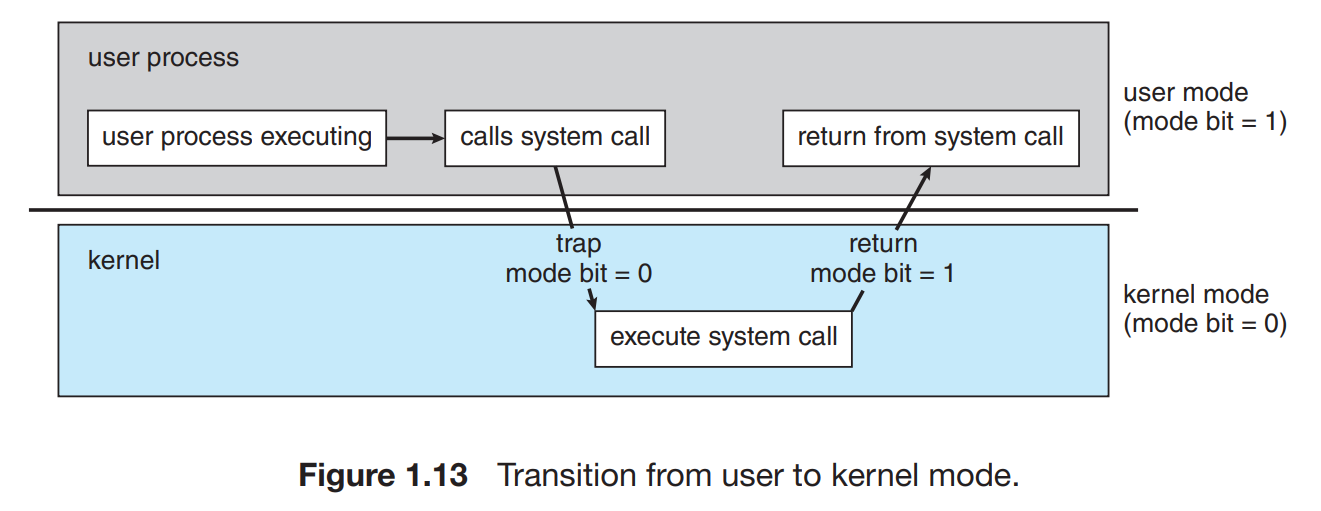 user process
user process executing
calls system call
return from system call
user mode
(mode bit = 1)
kernel
trap
mode bit = 0
return
mode bit = 1
execute system call
kernel mode
(mode bit = 0)
Figure 1.13 Transition from user to kernel mode.